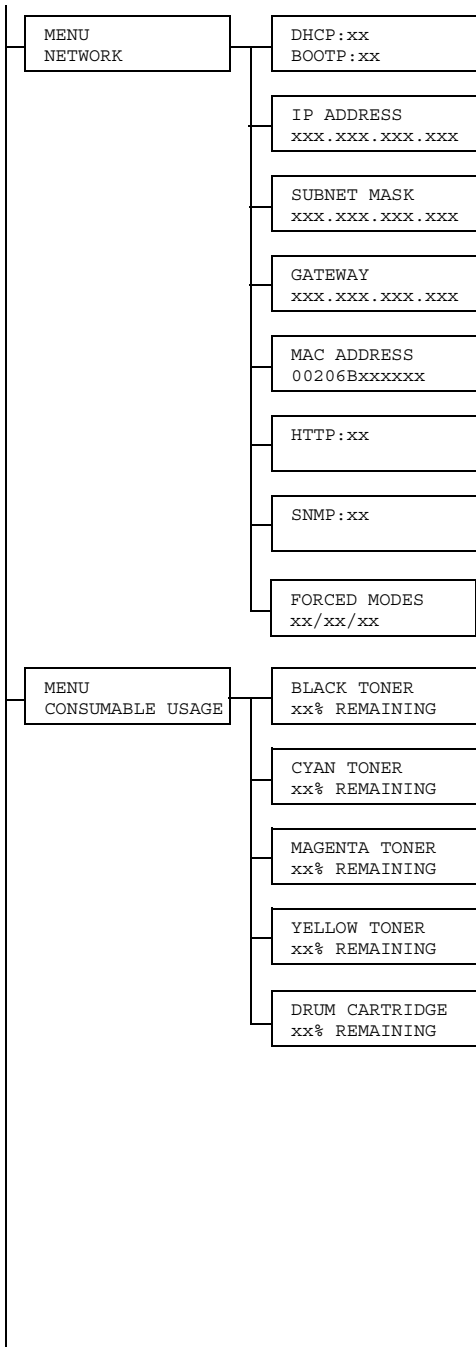 MENU
NETWORK
DHCP:xx
BOOTP:xx
IP ADDRESS
xxx.xxx.xxx.xxx
SUBNET MASK
xxx.xxx.xxx.xxx
GATEWAY
xxx.xxx.xxx.xxx
MAC ADDRESS
00206Bxxxxxx
HTTP:xx
SNMP:xx
FORCED MODES
xx/xx/xx
MENU
CONSUMABLE USAGE
BLACK TONER
xx% REMAINING
CYAN TONER
xx% REMAINING
MAGENTA TONER
xx% REMAINING
YELLOW TONER
xx% REMAINING
DRUM CARTRIDGE
xx% REMAINING